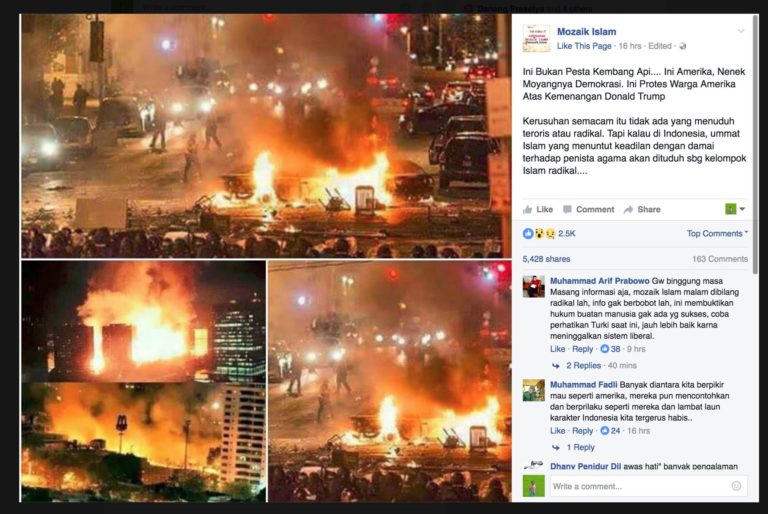 Mozaik Islam
Like This Page · 16 hrs · Edited ·
Ini Bukan Pesta Kembang Api.... Ini Amerika, Nenek
Moyangnya Demokrasi. Ini Protes Warga Amerika
Atas Kemenangan Donald Trump
Kerusuhan semacam itu tidak ada yang menuduh
teroris atau radikal. Tapi kalau di Indonesia, ummat
Islam yang menuntut keadilan dengan damai
terhadap penista agama akan dituduh sbg kelompok
Islam radikal....
Like Comment Share
2.5K Top Comments
5,428 shares 163 Comments
Muhammad Arif Prabowo Gw binggung masa
Masang informasi aja, mozaik Islam malam dibilang
radikal lah, info gak berbobot lah, ini membuktikan
hukum buatan manusia gak ada yg sukses, coba
perhatikan Turki saat ini, jauh lebih baik karna
meninggalkan sistem liberal.
Like · Reply · 38 · 9 hrs
2 Replies · 40 mins
Muhammad Fadli Banyak diantara kita berpikir
mau seperti amerika, mereka pun mencontohkan
dan berprilaku seperti mereka dan lambat laun
karakter Indonesia kita tergerus habis..
Like · Reply · 24 · 16 hrs
1 Reply
Dhany Penidur Dil awas hati" banyak pengalaman
Write a comment...